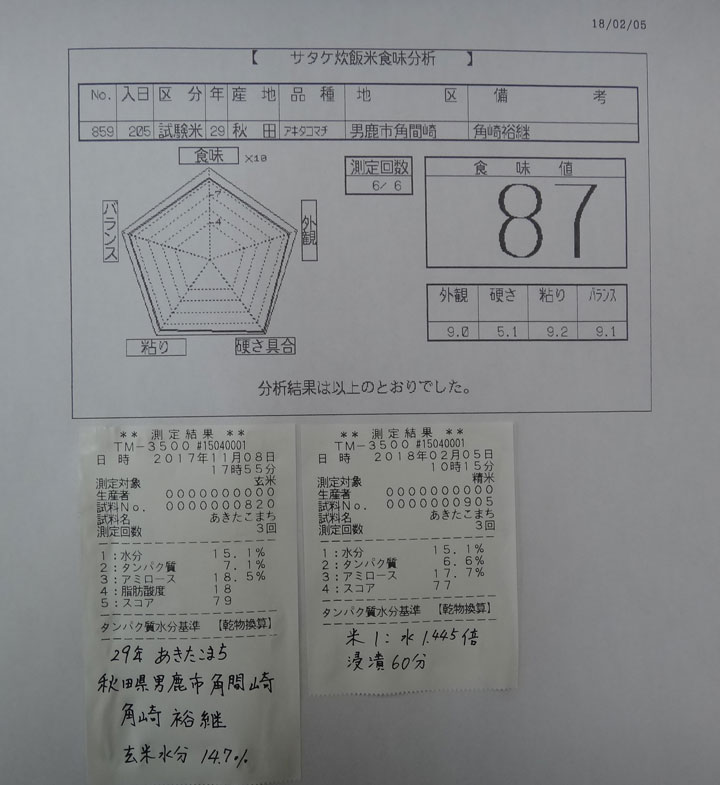 18/02/05
【 サタケ炊飯米食味分析 】
No. 入日 区分 年 産地 品種 地区 備考
859 205 試験米 29 秋田 アキタコマチ 男鹿市角間崎 角崎裕継
食味 ×10
7
4
バランス
外観
粘り
硬さ具合
測定回数
6/ 6
食味値
87
外観 硬さ 粘り バランス
9.0 5.1 9.2 9.1
分析結果は以上のとおりでした。
** 測定結果 **
TM-3500 #15040001
日 時 2017年11月08日
17時55分
測定対象 玄米
生産者 0000000000
試料No. 0000000820
試料名 あきたこまち
測定回数 3回
1:水分 15.1%
2:タンパク質 7.1%
3:アミロース 18.5%
4:脂肪酸度 18
5:スコア 79
タンパク質水分基準 【乾物換算】
29年 あきたこまち
秋田県男鹿市角間崎
角崎 裕継
玄米水分 14.7%
** 測定結果 **
TM-3500 #15040001
日 時 2018年02月05日
10時15分
測定対象 精米
生産者 0000000000
試料No. 0000000905
試料名 あきたこまち
測定回数 3回
1:水分 15.1%
2:タンパク質 6.6%
3:アミロース 17.7%
4:スコア 77
タンパク質水分基準 【乾物換算】
米1:水1.445倍
浸漬60分